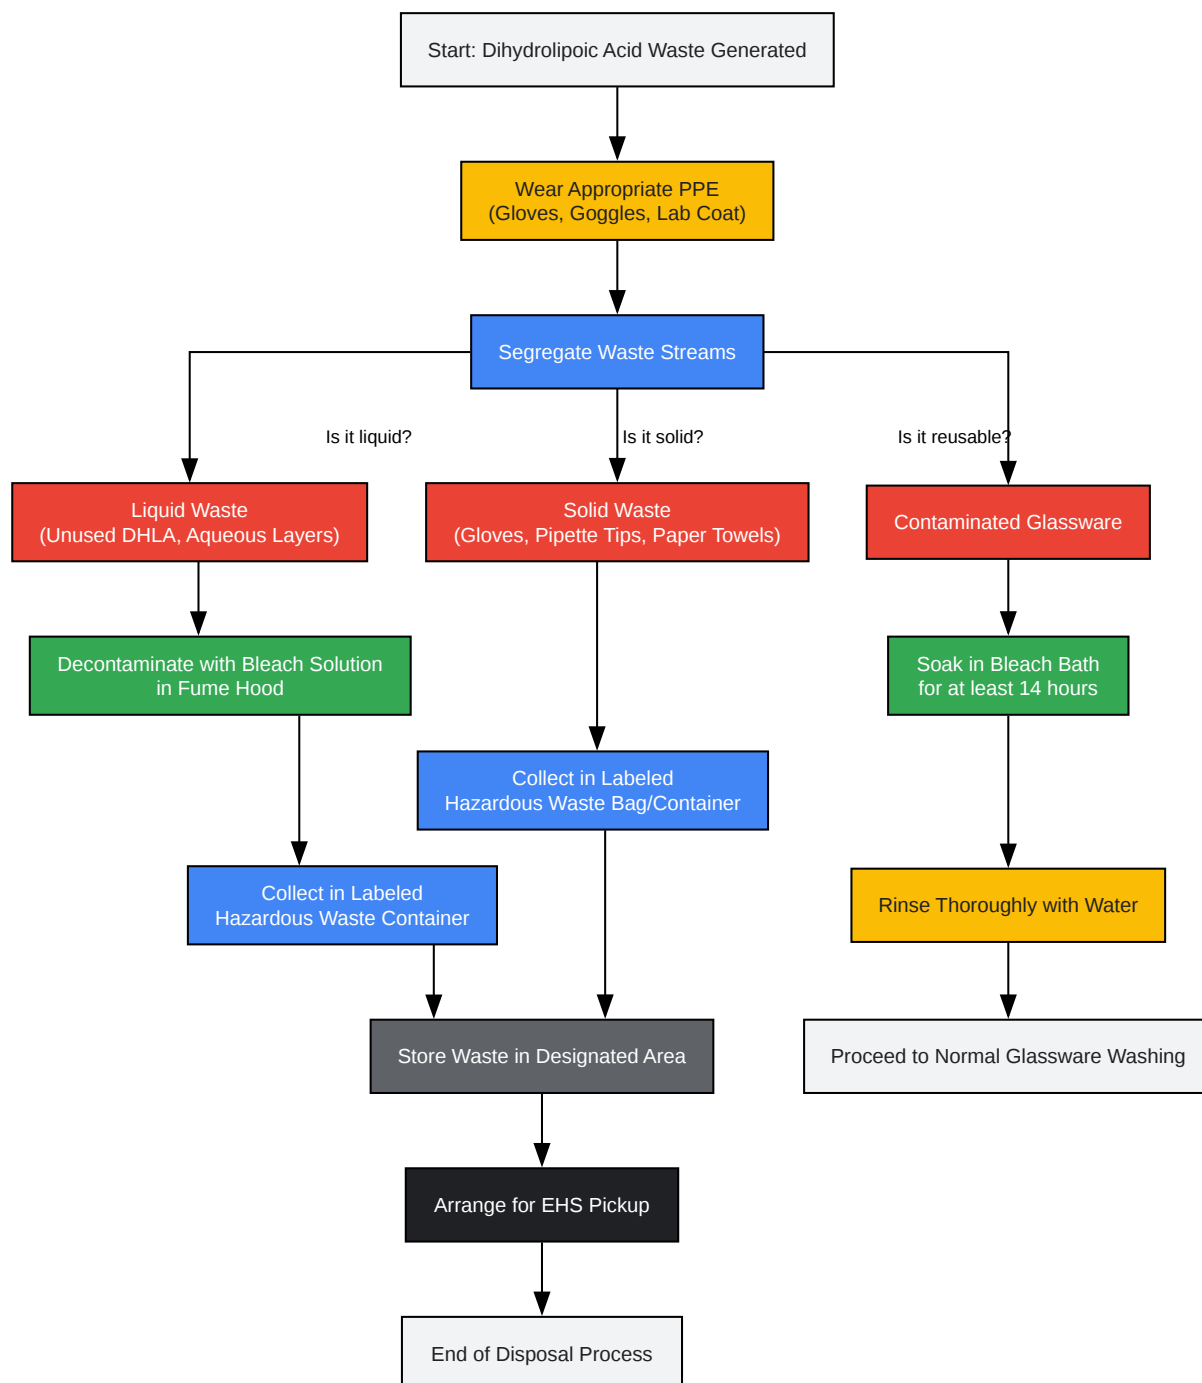 Start: Dihydrolipoic Acid Waste Generated
Wear Appropriate PPE
(Gloves, Goggles, Lab Coat)
Segregate Waste Streams
Is it liquid?
Is it solid?
Is it reusable?
Liquid Waste
(Unused DHLA, Aqueous Layers)
Solid Waste
(Gloves, Pipette Tips, Paper Towels)
Contaminated Glassware
Decontaminate with Bleach Solution
in Fume Hood
Soak in Bleach Bath
for at least 14 hours
Collect in Labeled
Hazardous Waste Bag/Container
Collect in Labeled
Hazardous Waste Container
Rinse Thoroughly with Water
Store Waste in Designated Area
Proceed to Normal Glassware Washing
Arrange for EHS Pickup
End of Disposal Process